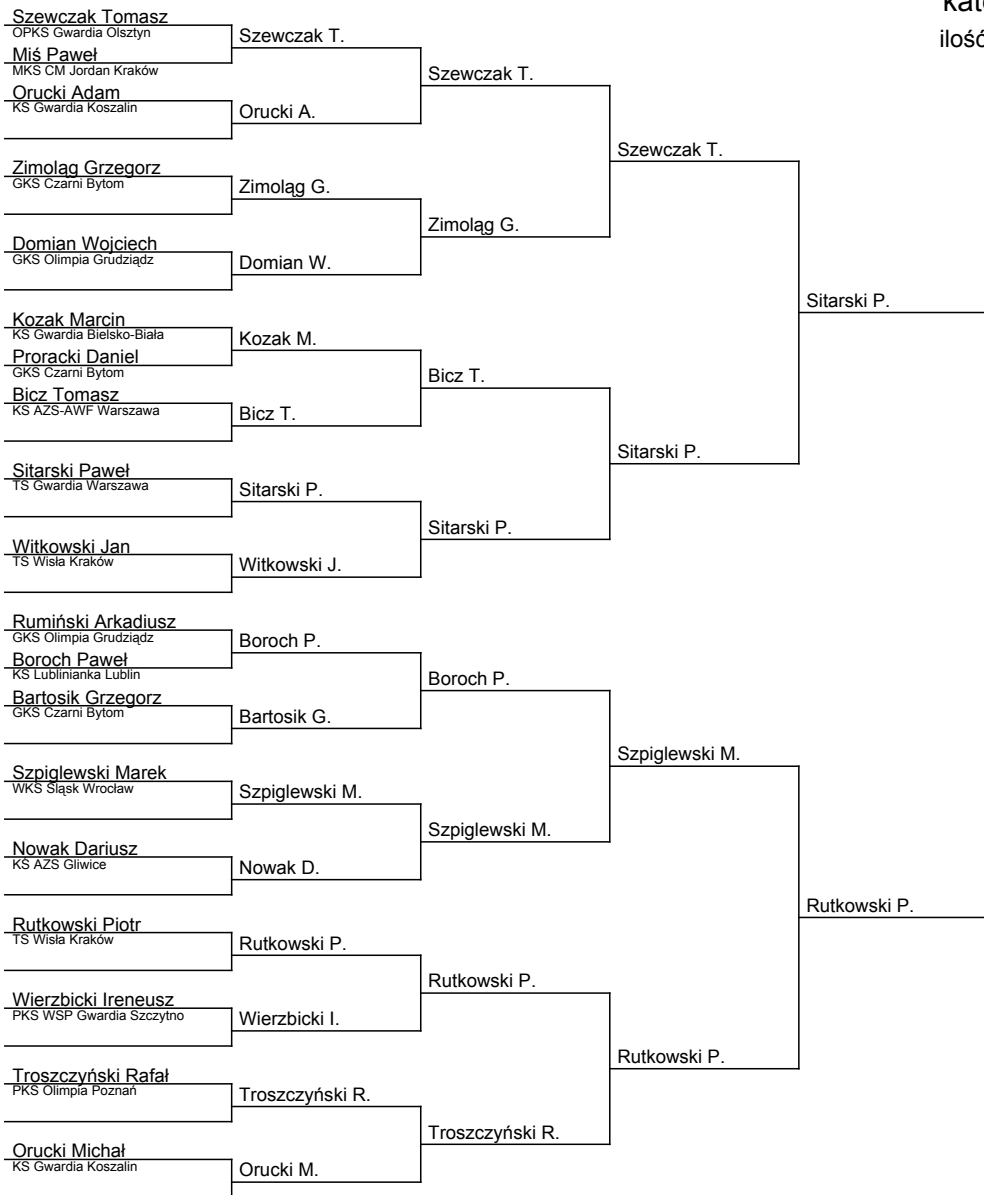 kat
ilość
Szewczak Tomasz
OPKS Gwardia Olsztyn
Miś Paweł
MKS CM Jordan Kraków
Orucki Adam
KS Gwardia Koszalin
Zimoląg Grzegorz
GKS Czarni Bytom
Domian Wojciech
GKS Olimpia Grudziądz
Kozak Marcin
KS Gwardia Bielsko-Biała
Proracki Daniel
GKS Czarni Bytom
Bicz Tomasz
KS AZS-AWF Warszawa
Sitarski Paweł
TS Gwardia Warszawa
Witkowski Jan
TS Wisła Kraków
Rumiński Arkadiusz
GKS Olimpia Grudziądz
Boroch Paweł
KS Lublinianka Lublin
Bartosik Grzegorz
GKS Czarni Bytom
Szpiglewski Marek
WKS Śląsk Wrocław
Nowak Dariusz
KS AZS Gliwice
Rutkowski Piotr
TS Wisła Kraków
Wierzbicki Ireneusz
PKS WSP Gwardia Szczytno
Troszczyński Rafał
PKS Olimpia Poznań
Orucki Michał
KS Gwardia Koszalin
Szewczak T.
Orucki A.
Zimoląg G.
Domian W.
Kozak M.
Bicz T.
Sitarski P.
Witkowski J.
Boroch P.
Bartosik G.
Szpiglewski M.
Nowak D.
Rutkowski P.
Wierzbicki I.
Troszczyński R.
Orucki M.
Szewczak T.
Zimoląg G.
Bicz T.
Sitarski P.
Boroch P.
Szpiglewski M.
Rutkowski P.
Troszczyński R.
Szewczak T.
Sitarski P.
Szpiglewski M.
Rutkowski P.
Sitarski P.
Rutkowski P.